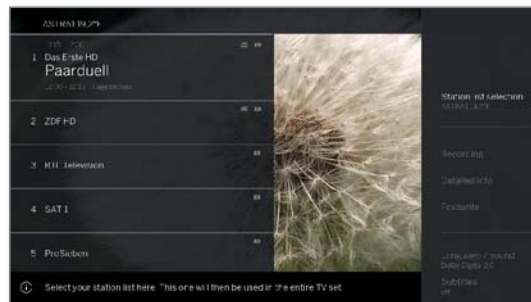 ASTRA1 19,2°E
1 Das Erste HD
Paarduell
2 ZDF HD
3 RTL Television
4 SAT 1
5 ProSieben
Select your station list here. This one will then be used in the entire TV set
Station list selection
ASTRA1 19,2°E
Recording
Detailed info
Favourite
Language / sound
Dolby Digital 2.0
Subtitles
off